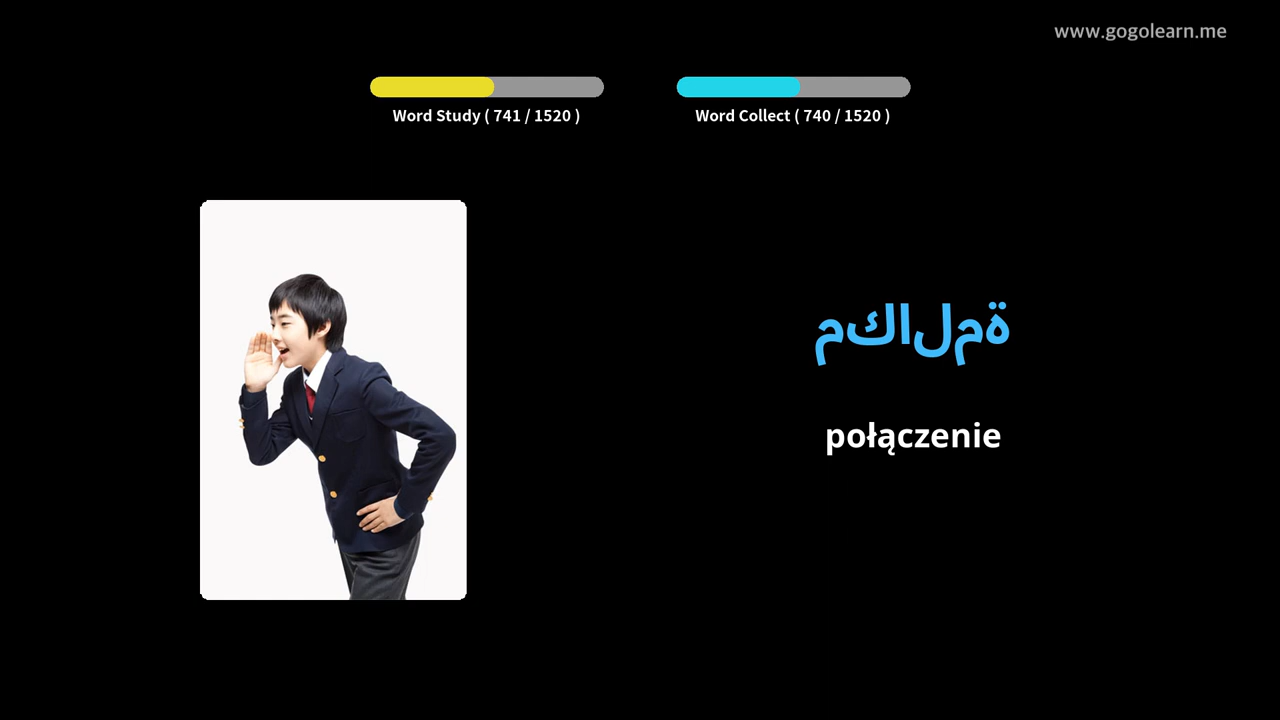 www.gogolearn.me
Word Study ( 741 / 1520 )
Word Collect ( 740 / 1520 )
مكالمة
połączenie